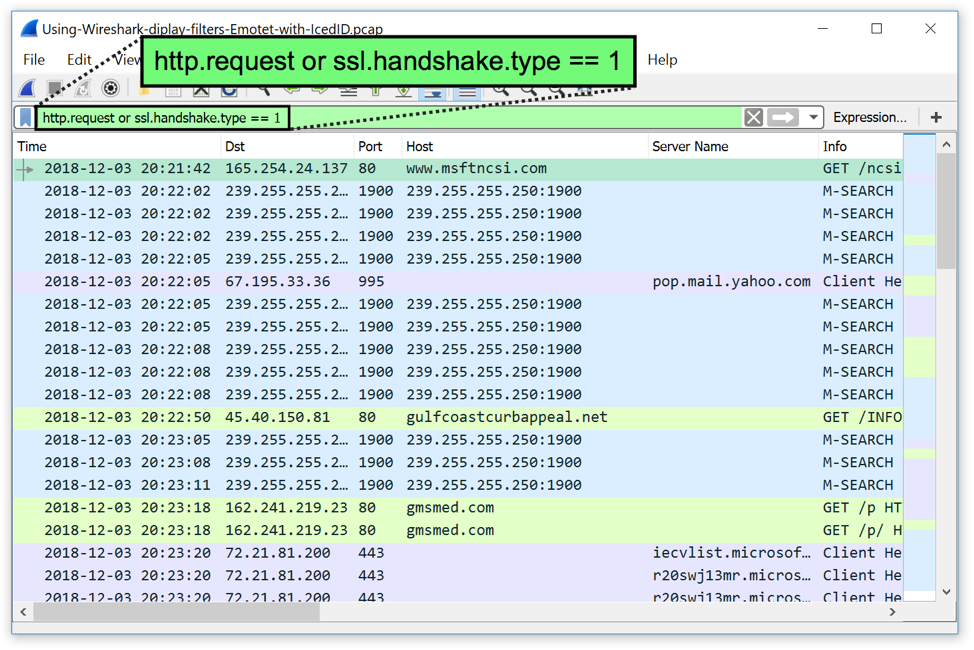 Using-Wireshark-diplay-filters-Emotet-with-IcedID.pcap
File Edit View Help
http.request or ssl.handshake.type == 1
http.request or ssl.handshake.type == 1 Expression... +
Time Dst Port Host Server Name Info
2018-12-03 20:21:42 165.254.24.137 80 www.msftncsi.com GET /ncsi
2018-12-03 20:22:02 239.255.255.2… 1900 239.255.255.250:1900 M-SEARCH
2018-12-03 20:22:02 239.255.255.2… 1900 239.255.255.250:1900 M-SEARCH
2018-12-03 20:22:02 239.255.255.2… 1900 239.255.255.250:1900 M-SEARCH
2018-12-03 20:22:05 239.255.255.2… 1900 239.255.255.250:1900 M-SEARCH
2018-12-03 20:22:05 67.195.33.36 995 pop.mail.yahoo.com Client He
2018-12-03 20:22:05 239.255.255.2… 1900 239.255.255.250:1900 M-SEARCH
2018-12-03 20:22:05 239.255.255.2… 1900 239.255.255.250:1900 M-SEARCH
2018-12-03 20:22:08 239.255.255.2… 1900 239.255.255.250:1900 M-SEARCH
2018-12-03 20:22:08 239.255.255.2… 1900 239.255.255.250:1900 M-SEARCH
2018-12-03 20:22:08 239.255.255.2… 1900 239.255.255.250:1900 M-SEARCH
2018-12-03 20:22:50 45.40.150.81 80 gulfcoastcurbappeal.net GET /INFO
2018-12-03 20:23:05 239.255.255.2… 1900 239.255.255.250:1900 M-SEARCH
2018-12-03 20:23:08 239.255.255.2… 1900 239.255.255.250:1900 M-SEARCH
2018-12-03 20:23:11 239.255.255.2… 1900 239.255.255.250:1900 M-SEARCH
2018-12-03 20:23:18 162.241.219.23 80 gmsmed.com GET /p HT
2018-12-03 20:23:18 162.241.219.23 80 gmsmed.com GET /p/ H
2018-12-03 20:23:20 72.21.81.200 443 iecvlist.microsof… Client He
2018-12-03 20:23:20 72.21.81.200 443 r20swj13mr.micros… Client He
2018-12-03 20:23:20 72.21.81.200 443 r20swj13mr.micros… Client He